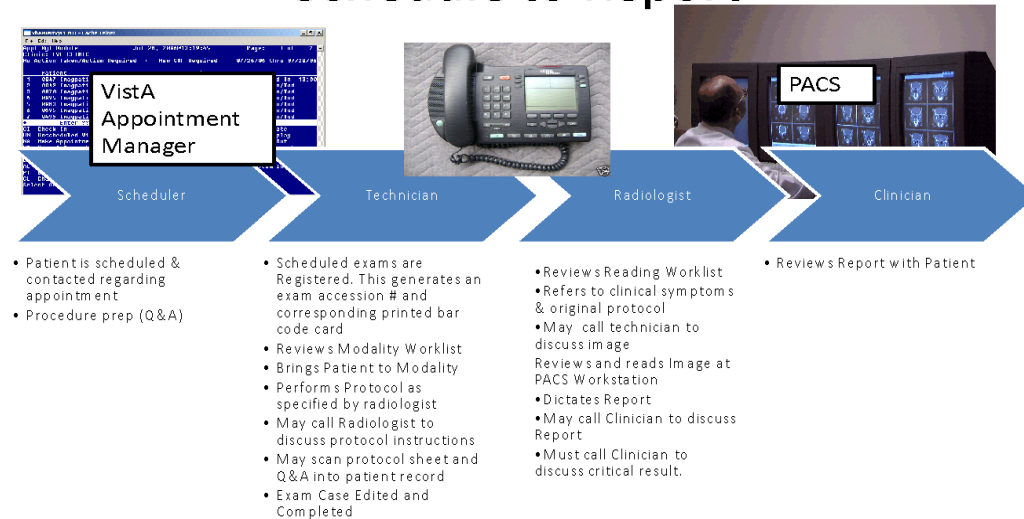 Schedule to Report
VistA
Appointment
Manager
PACS
Scheduler
Technician
Radiologist
Clinician
• Patient is scheduled &
contacted regarding
appointment
• Procedure prep (Q&A)
• Scheduled exams are
Registered. This generates an
exam accession # and
corresponding printed bar
code card
• Reviews Modality Worklist
• Brings Patient to Modality
• Performs Protocol as
specified by radiologist
• May call Radiologist to
discuss protocol instructions
• May scan protocol sheet and
Q&A into patient record
• Exam Case Edited and
Completed
•Reviews Reading Worklist
•Refers to clinical symptoms
& original protocol
•May call technician to
discuss image
Reviews and reads Image at
PACS Workstation
•Dictates Report
•May call Clinician to discuss
Report
•Must call Clinician to
discuss critical result.
• Reviews Report with Patient